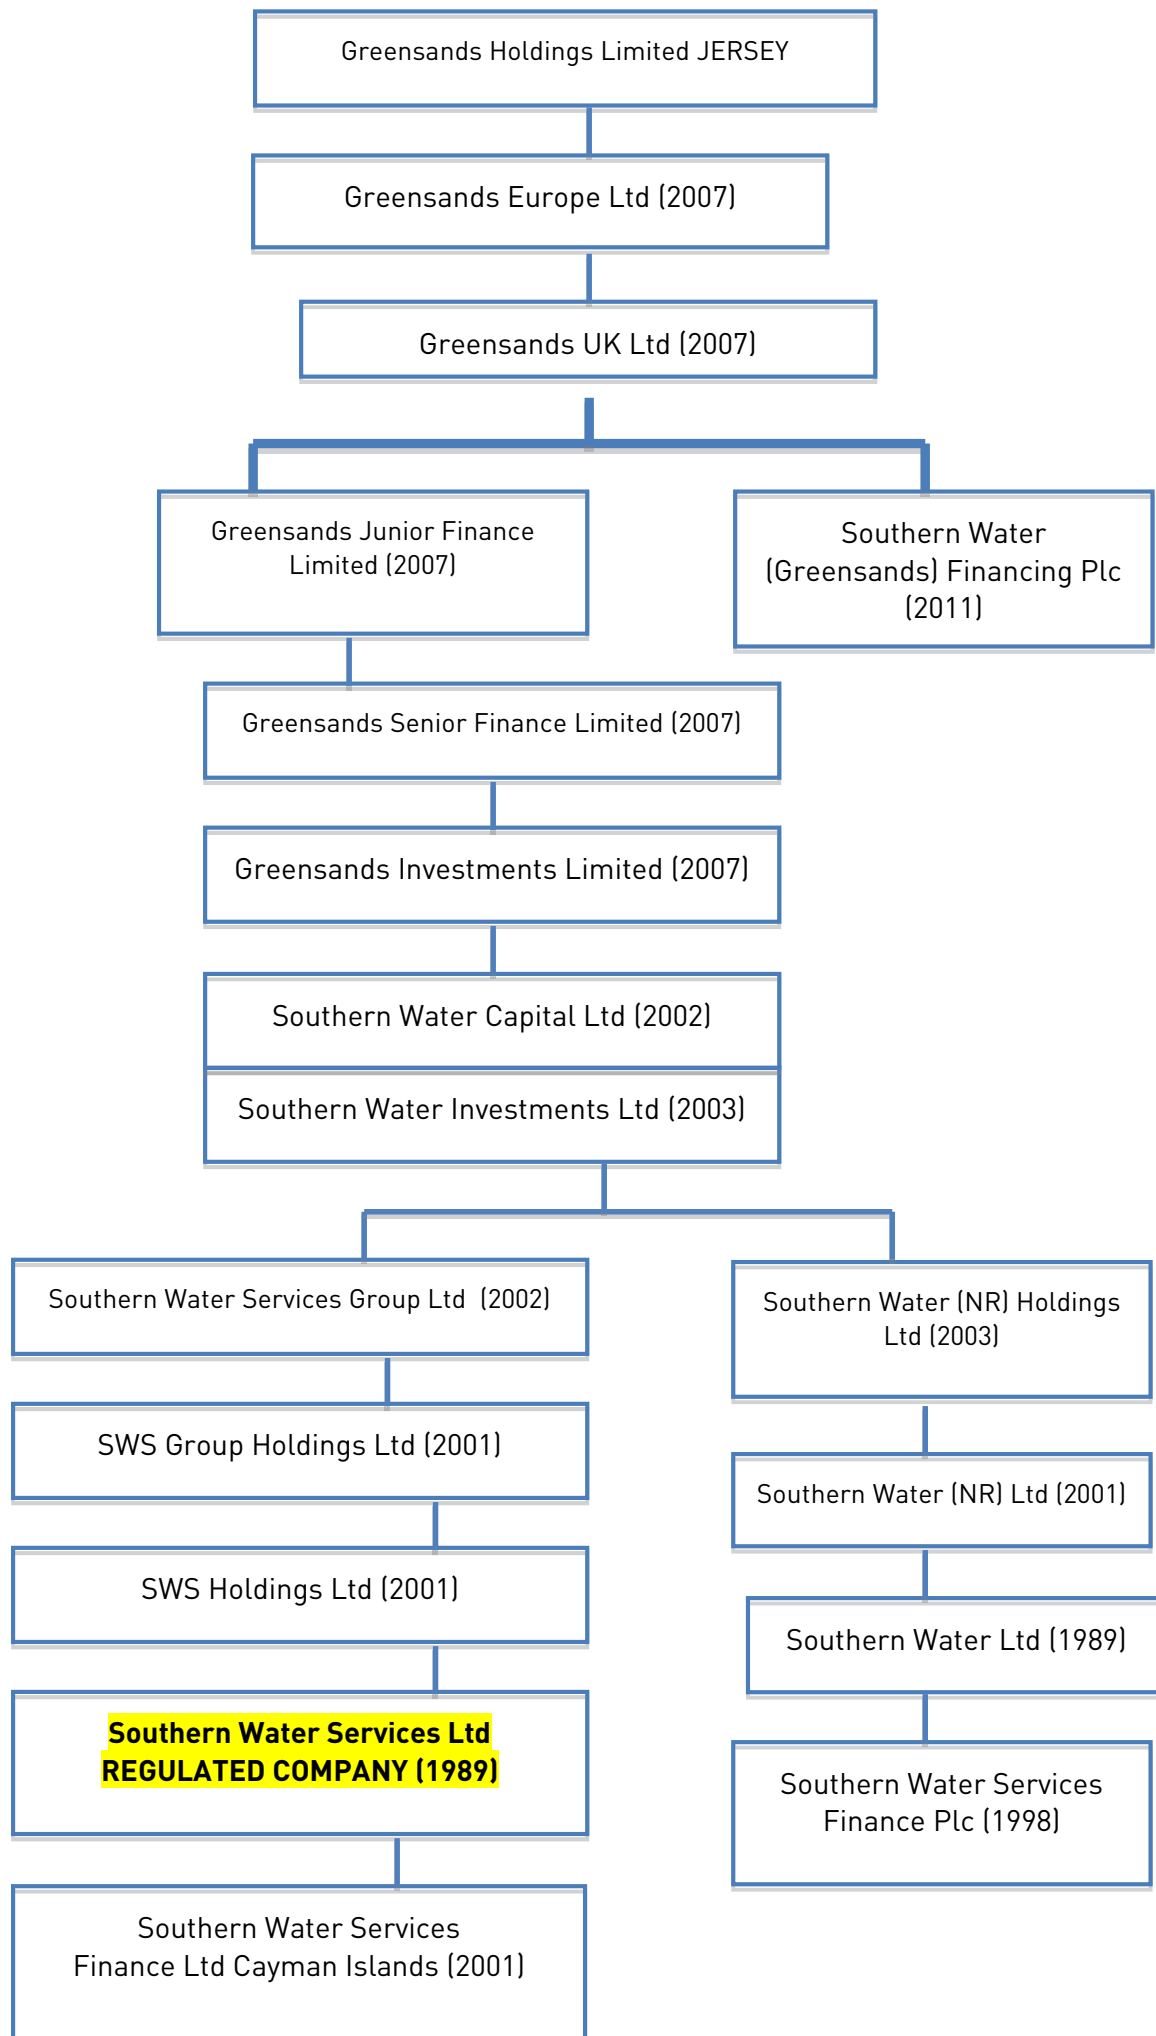 Greensands Holdings Limited JERSEY
Greensands Europe Ltd (2007)
Greensands UK Ltd (2007)
Greensands Junior Finance
Limited (2007)
Southern Water
(Greensands) Financing Plc
(2011)
Greensands Senior Finance Limited (2007)
Greensands Investments Limited (2007)
Southern Water Capital Ltd (2002)
Southern Water Investments Ltd (2003)
Southern Water Services Group Ltd (2002)
Southern Water (NR) Holdings
Ltd (2003)
SWS Group Holdings Ltd (2001)
Southern Water (NR) Ltd (2001)
SWS Holdings Ltd (2001)
Southern Water Ltd (1989)
Southern Water Services Ltd
REGULATED COMPANY (1989)
Southern Water Services
Finance Plc (1998)
Southern Water Services
Finance Ltd Cayman Islands (2001)